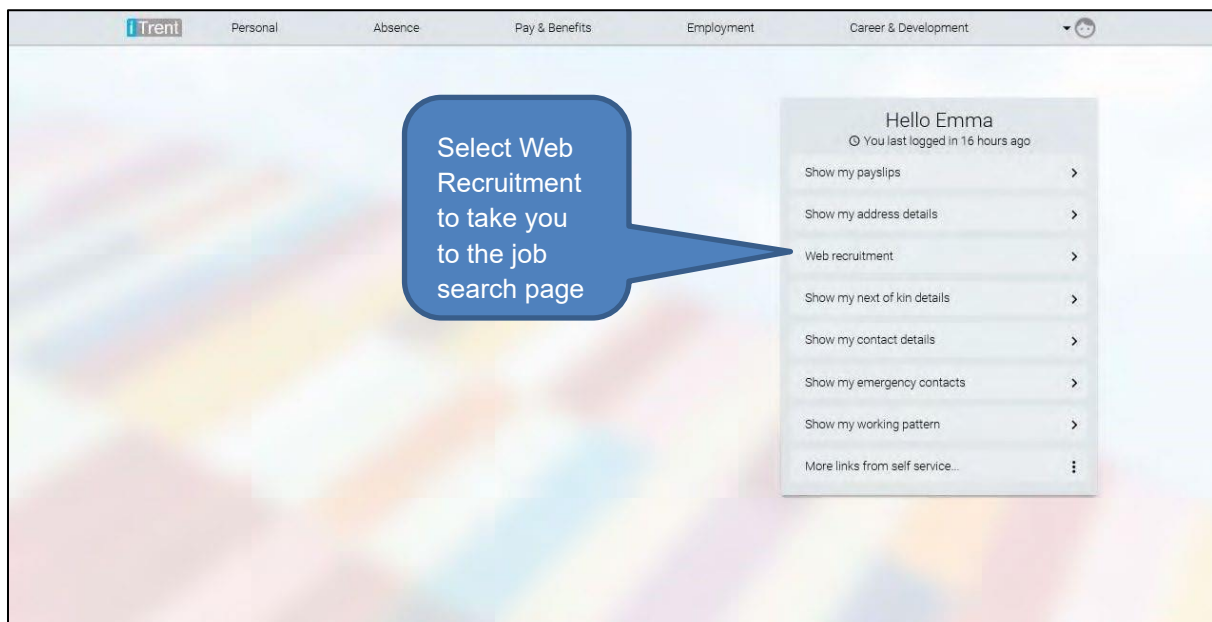 iTrent Personal Absence Pay & Benefits Employment Career & Development
Select Web
Recruitment
to take you
to the job
search page
Hello Emma
You last logged in 16 hours ago
Show my payslips
Show my address details
Web recruitment
Show my next of kin details
Show my contact details
Show my emergency contacts
Show my working pattern
More links from self service...